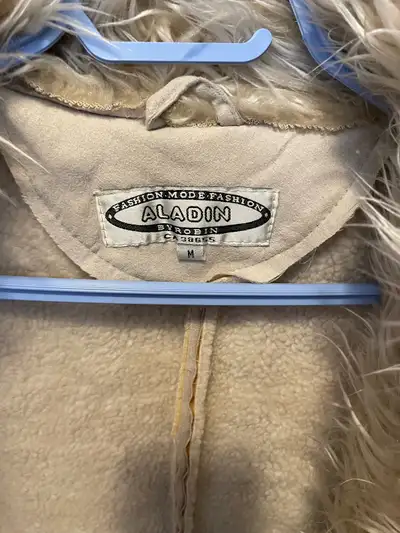 FASHION·MODE·FASHION
ALADIN
BY ROBIN
CA 38655
M